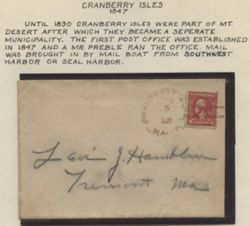 CRANBERRY ISLES
1847
UNTIL 1830 CRANBERRY ISLES WERE PART OF MT.
DESERT AFTER WHICH THEY BECAME A SEPERATE
MUNICIPALITY. THE FIRST POST OFFICE WAS ESTABLISHED
IN 1847 AND A MR PREBLE RAN THE OFFICE. MAIL
WAS BROUGHT IN BY MAIL BOAT FROM SOUTHWEST
HARBOR OR SEAL HARBOR.
Levi J. Hamblen
Tremont Me